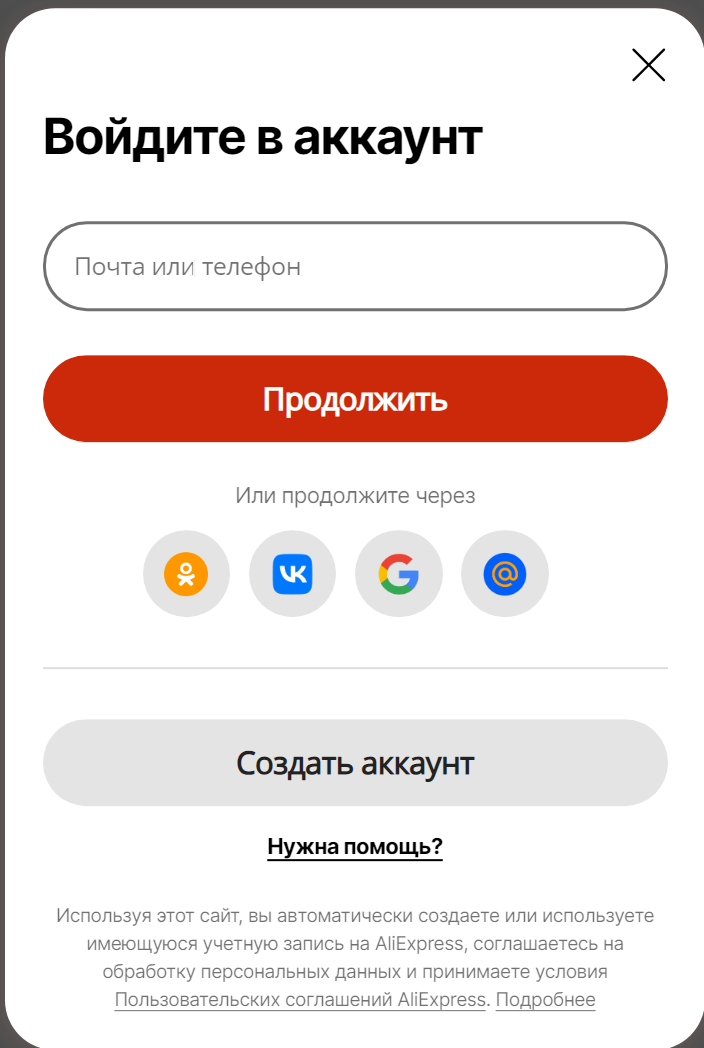 Войдите в аккаунт
Почта или телефон
Продолжить
Или продолжите через
Создать аккаунт
Нужна помощь?
Используя этот сайт, вы автоматически создаете или используете
имеющуюся учетную запись на AliExpress, соглашаетесь на
обработку персональных данных и принимаете условия
Пользовательских соглашений AliExpress. Подробнее